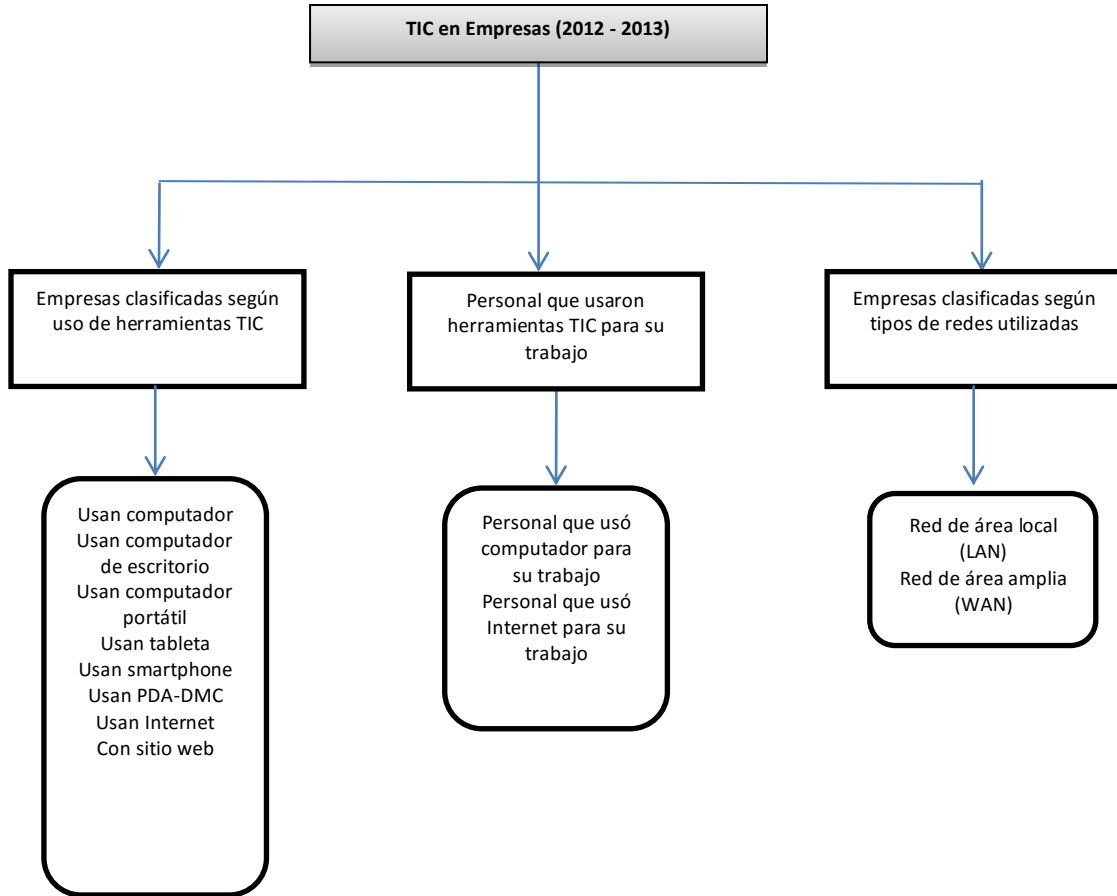 TIC en Empresas (2012 - 2013)
Empresas clasificadas según
uso de herramientas TIC
Personal que usaron
herramientas TIC para su
trabajo
Empresas clasificadas según
tipos de redes utilizadas
Usan computador
Usan computador
de escritorio
Usan computador
portátil
Usan tableta
Usan smartphone
Usan PDA-DMC
Usan Internet
Con sitio web
Personal que usó
computador para
su trabajo
Personal que usó
Internet para su
trabajo
Red de área local
(LAN)
Red de área amplia
(WAN)